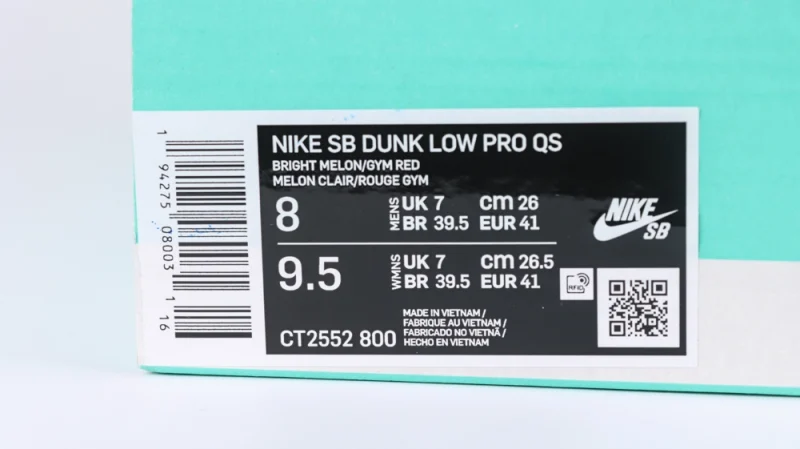 NIKE SB DUNK LOW PRO QS
BRIGHT MELON/GYM RED
MELON CLAIR/ROUGE GYM
8 MENS UK 7 cm 26
BR 39.5 EUR 41
9.5 WMNS UK 7 cm 26.5
BR 39.5 EUR 41
CT2552 800
MADE IN VIETNAM/
FABRIQUE AU VIETNAM/
FABRICADO NO VIETNÃ/
HECHO EN VIETNAM
NIKE
SB
RFID
1 94275 08003 1 16